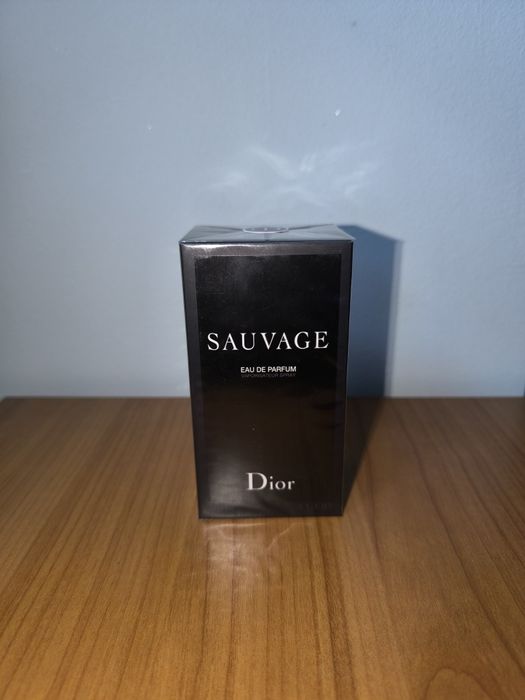 SAUVAGE
EAU DE PARFUM
VAPORISATEUR SPRAY
Dior